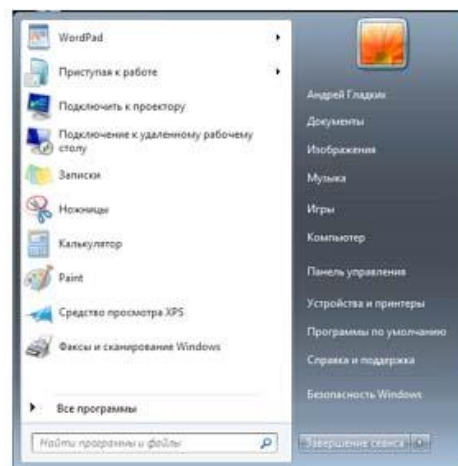 WordPad
Приступая к работе
Подключить к проектору
Подключение к удаленному рабочему
столу
Записки
Ножницы
Калькулятор
Paint
Средство просмотра XPS
Факсы и сканирование Windows
Все программы
Найти программы и файлы
Андрей Гладких
Документы
Изображения
Музыка
Игры
Компьютер
Панель управления
Устройства и принтеры
Программы по умолчанию
Справка и поддержка
Безопасность Windows
Завершение сеанса